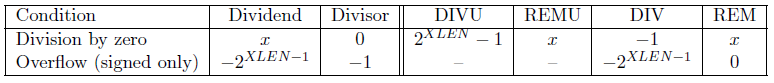 Condition Dividend Divisor DIVU REMU DIV REM
Division by zero x 0 2^{XLEN} − 1 x −1 x
Overflow (signed only) −2^{XLEN−1} −1 – – −2^{XLEN−1} 0